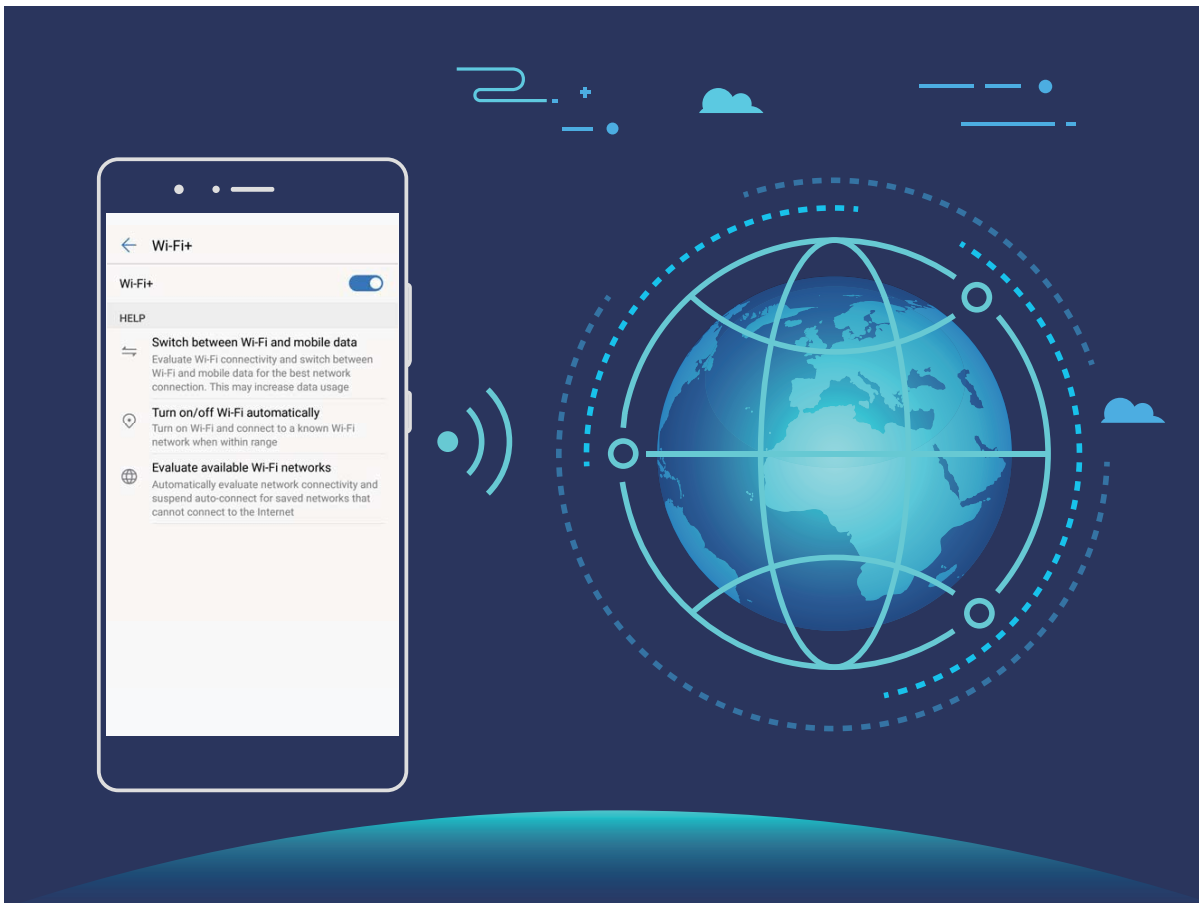 Wi-Fi+
Wi-Fi+
HELP
Switch between Wi-Fi and mobile data
Evaluate Wi-Fi connectivity and switch between
Wi-Fi and mobile data for the best network
connection. This may increase data usage
Turn on/off Wi-Fi automatically
Turn on Wi-Fi and connect to a known Wi-Fi
network when within range
Evaluate available Wi-Fi networks
Automatically evaluate network connectivity and
suspend auto-connect for saved networks that
cannot connect to the Internet